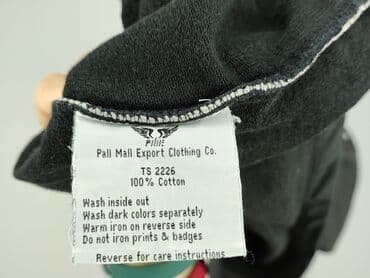 PME
Pall Mall Export Clothing Co.
TS 2226
100% Cotton
Wash inside out
Wash dark colors separately
Warm iron on reverse side
Do not iron prints & badges
Reverse for care instructions